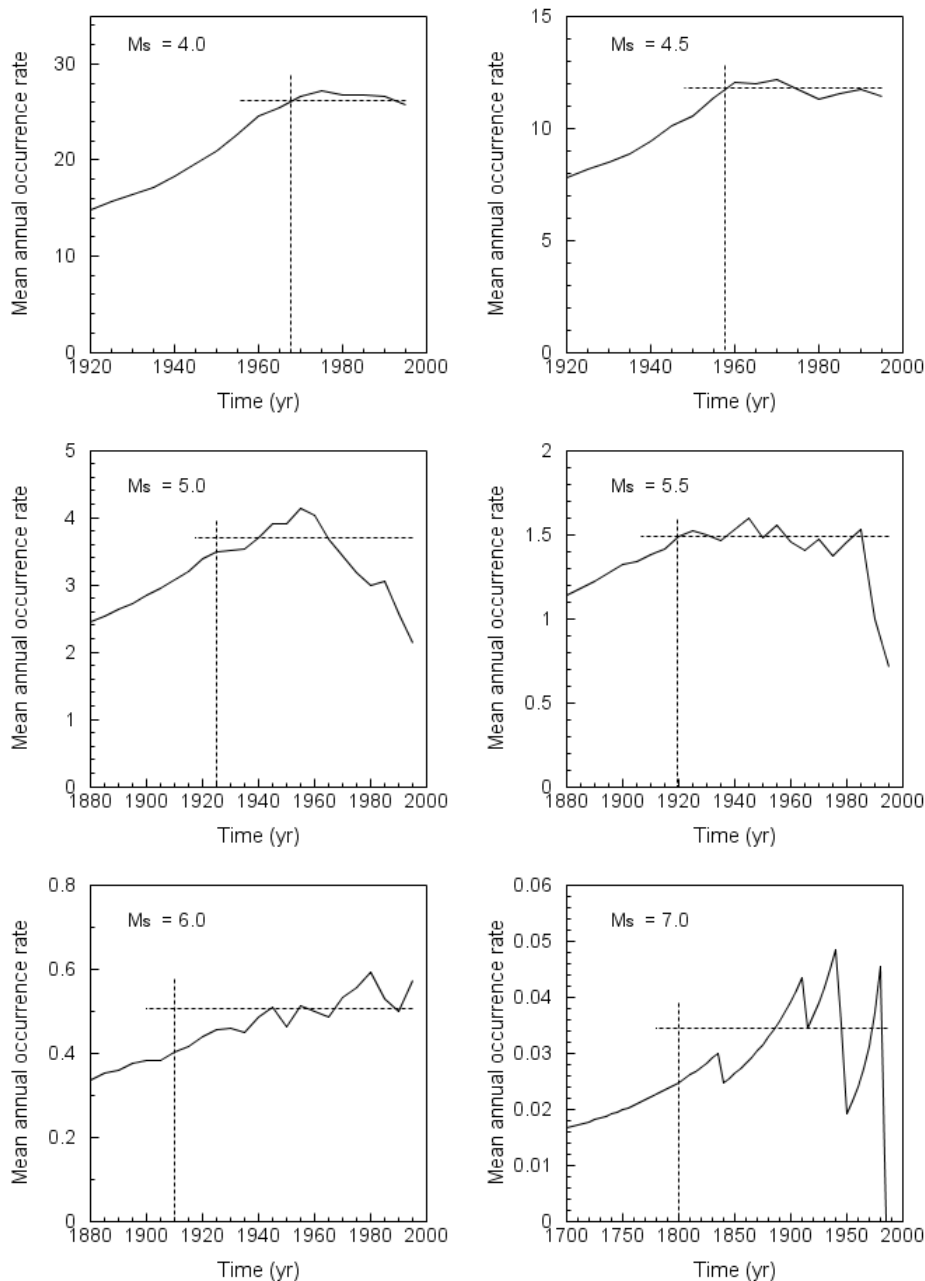 Mean annual occurrence rate
Ms = 4.0
30
20
10
0
1920 1940 1960 1980 2000
Time (yr)
Mean annual occurrence rate
Ms = 4.5
15
10
5
0
1920 1940 1960 1980 2000
Time (yr)
Mean annual occurrence rate
Ms = 5.0
5
4
3
2
1
0
1880 1900 1920 1940 1960 1980 2000
Time (yr)
Mean annual occurrence rate
Ms = 5.5
2
1.5
1
0.5
0
1880 1900 1920 1940 1960 1980 2000
Time (yr)
Mean annual occurrence rate
Ms = 6.0
0.8
0.6
0.4
0.2
0
1880 1900 1920 1940 1960 1980 2000
Time (yr)
Mean annual occurrence rate
Ms = 7.0
0.06
0.05
0.04
0.03
0.02
0.01
0
1700 1750 1800 1850 1900 1950 2000
Time (yr)